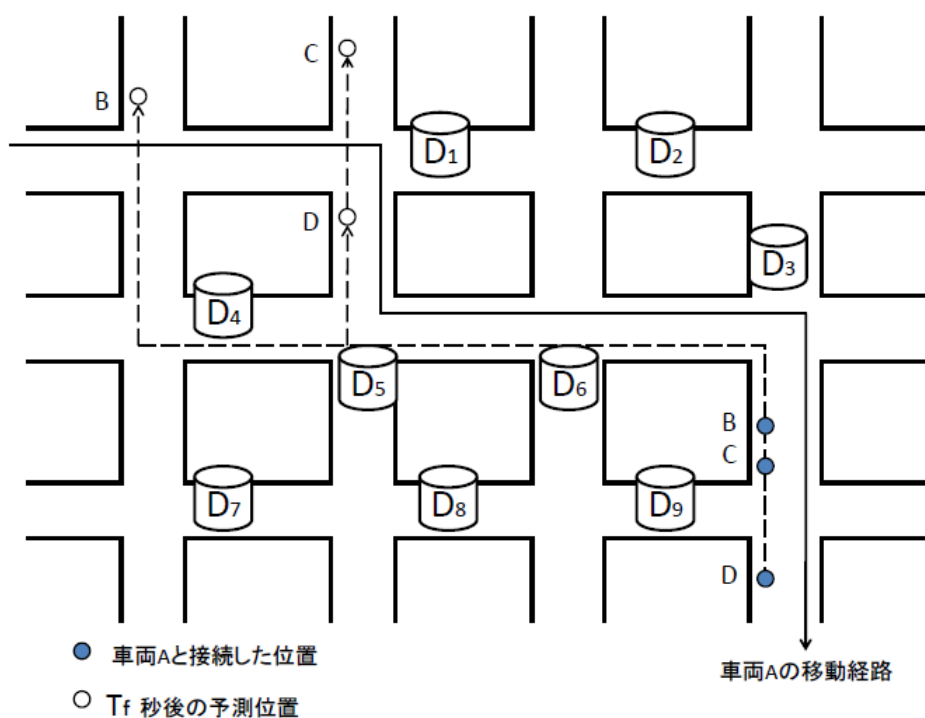 C
B
D1
D2
D
D3
D4
D5
D6
B
C
D7
D8
D9
D
車両Aと接続した位置
車両Aの移動経路
Tf 秒後の予測位置